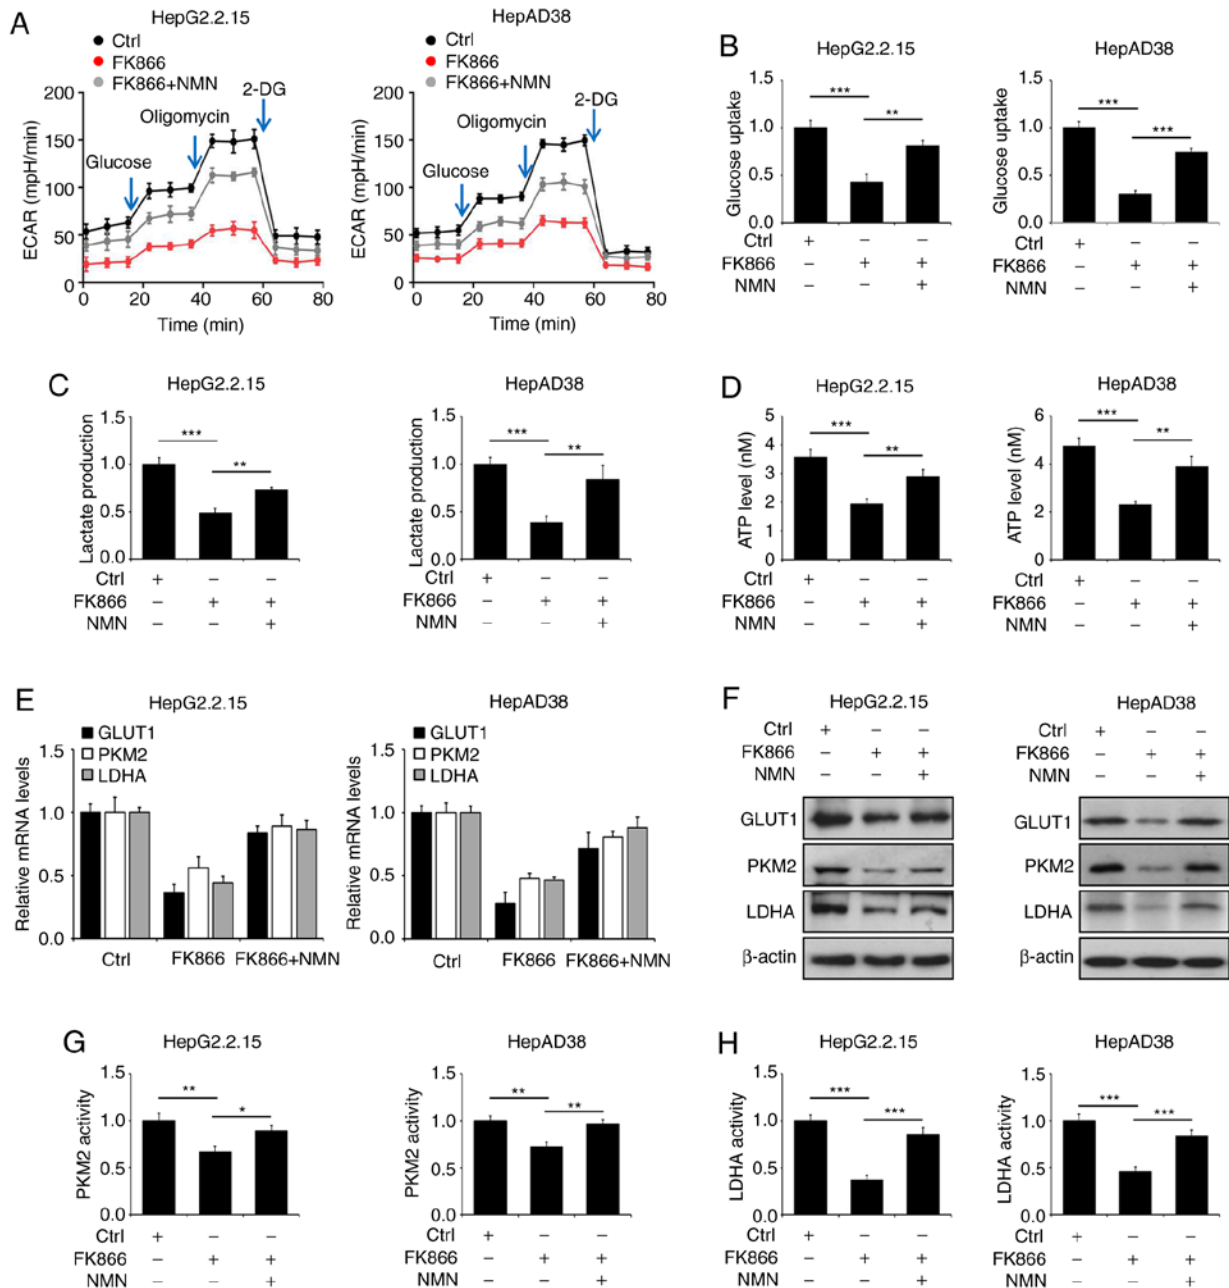 A
HepG2.2.15
Ctrl
FK866
FK866+NMN
2-DG
Oligomycin
Glucose
ECAR (mpH/min)
200
150
100
50
0
0 20 40 60 80
Time (min)
HepAD38
Ctrl
FK866
FK866+NMN
2-DG
Oligomycin
Glucose
ECAR (mpH/min)
200
150
100
50
0
0 20 40 60 80
Time (min)
B
HepG2.2.15
Glucose uptake
1.5
1.0
0.5
0.0
*** **
Ctrl + – –
FK866 – + +
NMN – – +
HepAD38
Glucose uptake
1.5
1.0
0.5
0.0
*** ***
Ctrl + – –
FK866 – + +
NMN – – +
C
HepG2.2.15
Lactate production
1.5
1.0
0.5
0.0
*** **
Ctrl + – –
FK866 – + +
NMN – – +
HepAD38
Lactate production
1.5
1.0
0.5
0.0
*** **
Ctrl + – –
FK866 – + +
NMN – – +
D
HepG2.2.15
ATP level (nM)
5
4
3
2
1
0
*** **
Ctrl + – –
FK866 – + +
NMN – – +
HepAD38
ATP level (nM)
6
4
2
0
*** **
Ctrl + – –
FK866 – + +
NMN – – +
E
HepG2.2.15
GLUT1
PKM2
LDHA
Relative mRNA levels
1.5
1.0
0.5
0.0
Ctrl FK866 FK866+NMN
HepAD38
GLUT1
PKM2
LDHA
Relative mRNA levels
1.5
1.0
0.5
0.0
Ctrl FK866 FK866+NMN
F
HepG2.2.15
Ctrl + – –
FK866 – + +
NMN – – +
GLUT1
PKM2
LDHA
β-actin
HepAD38
Ctrl + – –
FK866 – + +
NMN – – +
GLUT1
PKM2
LDHA
β-actin
G
HepG2.2.15
PKM2 activity
1.5
1.0
0.5
0.0
** *
Ctrl + – –
FK866 – + +
NMN – – +
HepAD38
PKM2 activity
1.5
1.0
0.5
0.0
** **
Ctrl + – –
FK866 – + +
NMN – – +
H
HepG2.2.15
LDHA activity
1.5
1.0
0.5
0.0
*** ***
Ctrl + – –
FK866 – + +
NMN – – +
HepAD38
LDHA activity
1.5
1.0
0.5
0.0
*** ***
Ctrl + – –
FK866 – + +
NMN – – +